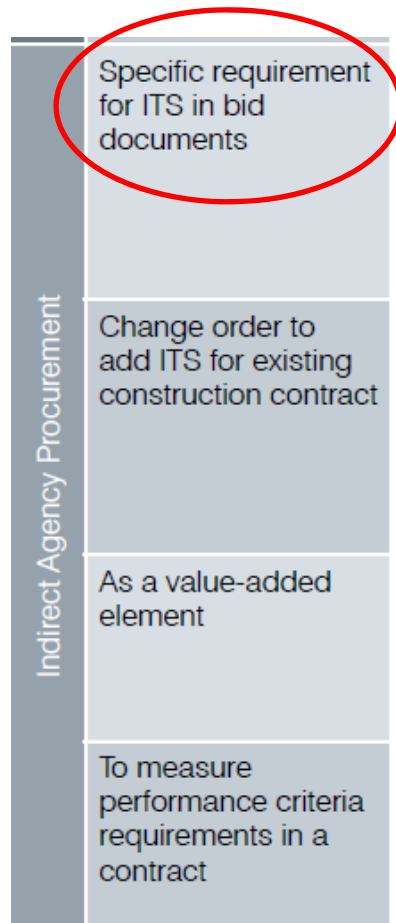 Indirect Agency Procurement
Specific requirement
for ITS in bid
documents
Change order to
add ITS for existing
construction contract
As a value-added
element
To measure
performance criteria
requirements in a
contract